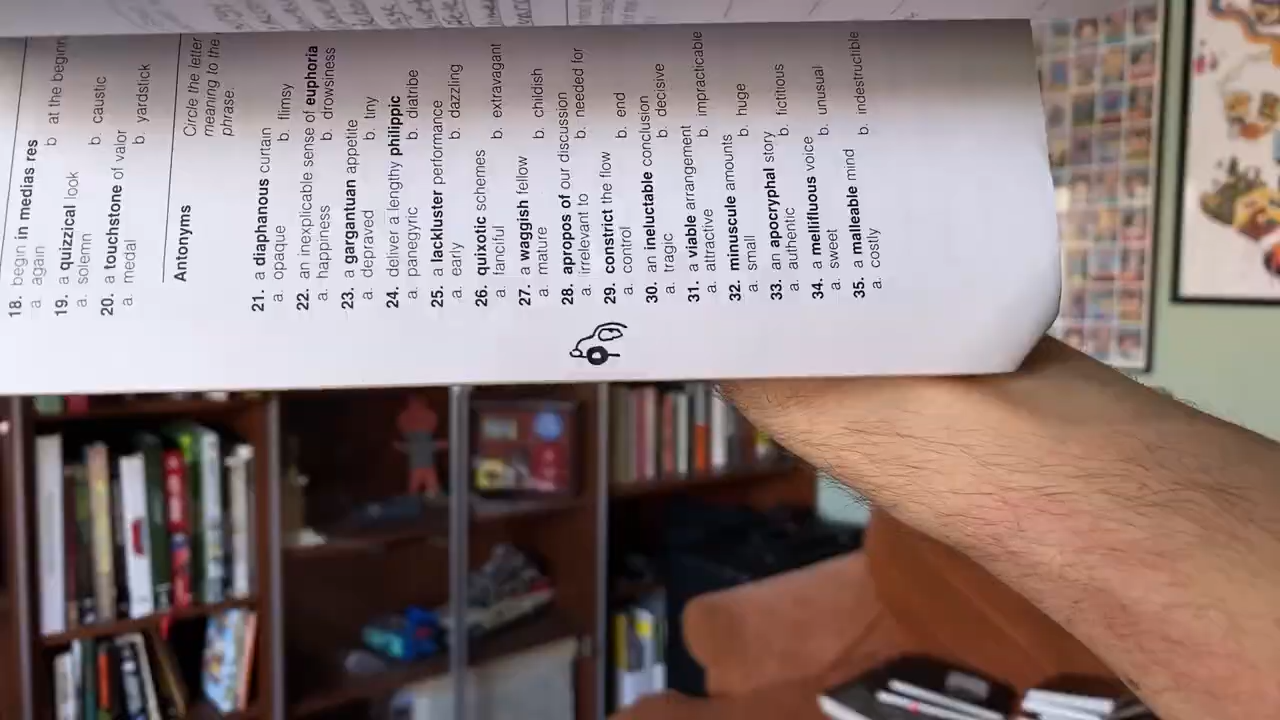 18. begin in medias res
a again b at the beginn
19. a quizzical look
a. solemn b. caustic
20. a touchstone of valor
a. medal b. yardstick
Antonyms
Circle the letter
meaning to the
phrase.
21. a diaphanous curtain
a. opaque b. flimsy
22. an inexplicable sense of euphoria
a. happiness b. drowsiness
23. a gargantuan appetite
a. depraved b. tiny
24. deliver a lengthy philippic
a. panegyric b. diatribe
25. a lackluster performance
a. early b. dazzling
26. quixotic schemes
a. fanciful b. extravagant
27. a waggish fellow
a. mature b. childish
28. apropos of our discussion
a. irrelevant to b. needed for
29. constrict the flow
a. control b. end
30. an ineluctable conclusion
a. tragic b. decisive
31. a viable arrangement
a. attractive b. impracticable
32. minuscule amounts
a. small b. huge
33. an apocryphal story
a. authentic b. fictitious
34. a mellifluous voice
a. sweet b. unusual
35. a malleable mind
a. costly b. indestructible